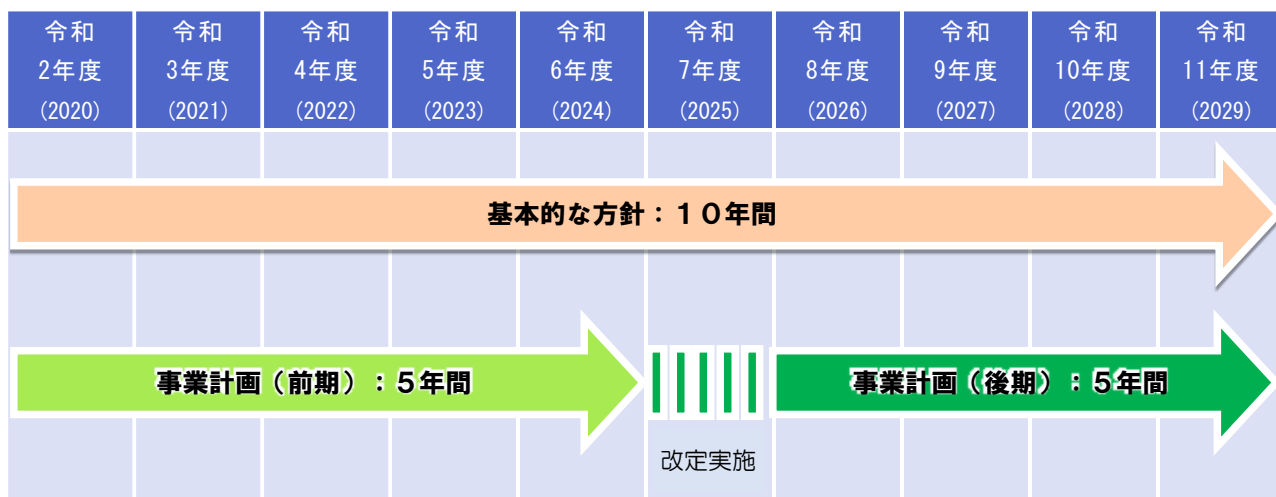 令和
2年度
(2020)
令和
3年度
(2021)
令和
4年度
(2022)
令和
5年度
(2023)
令和
6年度
(2024)
令和
7年度
(2025)
令和
8年度
(2026)
令和
9年度
(2027)
令和
10年度
(2028)
令和
11年度
(2029)
基本的な方針：１０年間
事業計画（前期）：５年間
事業計画（後期）：５年間
改定実施